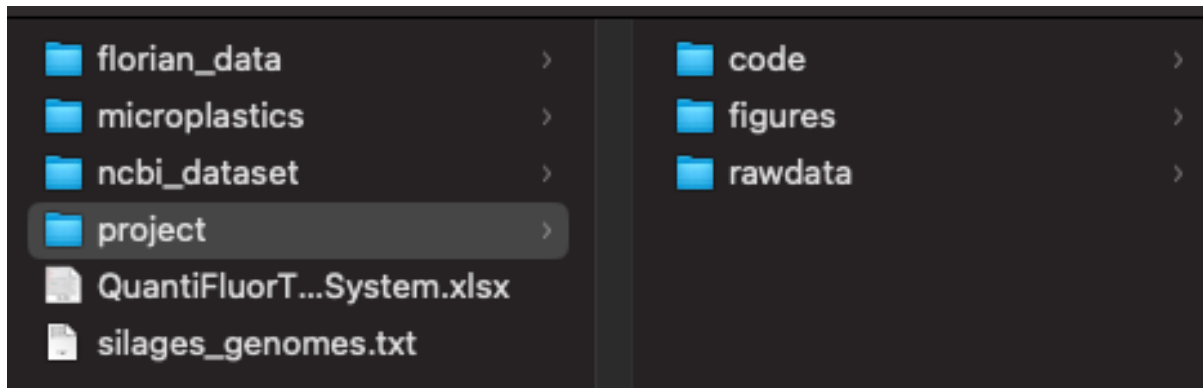 florian_data
microplastics
ncbi_dataset
project
QuantiFluorT...System.xlsx
silages_genomes.txt
code
figures
rawdata